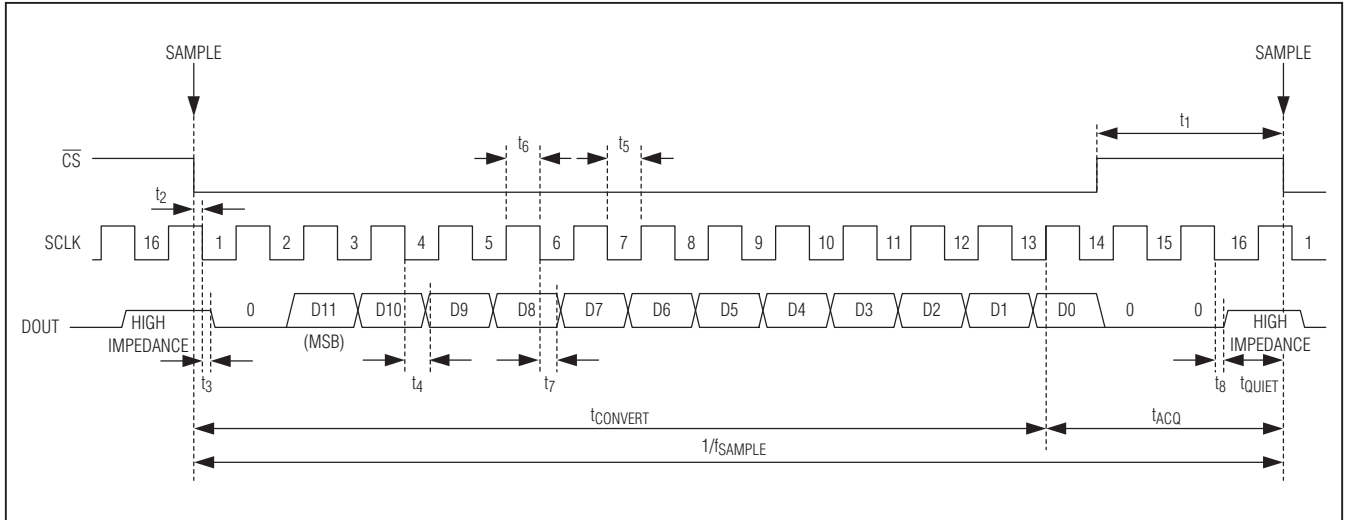 SAMPLE SAMPLE
t1
t6 t5
CS
t2
SCLK 16 1 2 3 4 5 6 7 8 9 10 11 12 13 14 15 16 1
DOUT HIGH IMPEDANCE 0 D11 D10 D9 D8 D7 D6 D5 D4 D3 D2 D1 D0 0 0 HIGH IMPEDANCE
(MSB)
t3 t4 t7 t8 tQUIET
tCONVERT tACQ
1/fSAMPLE